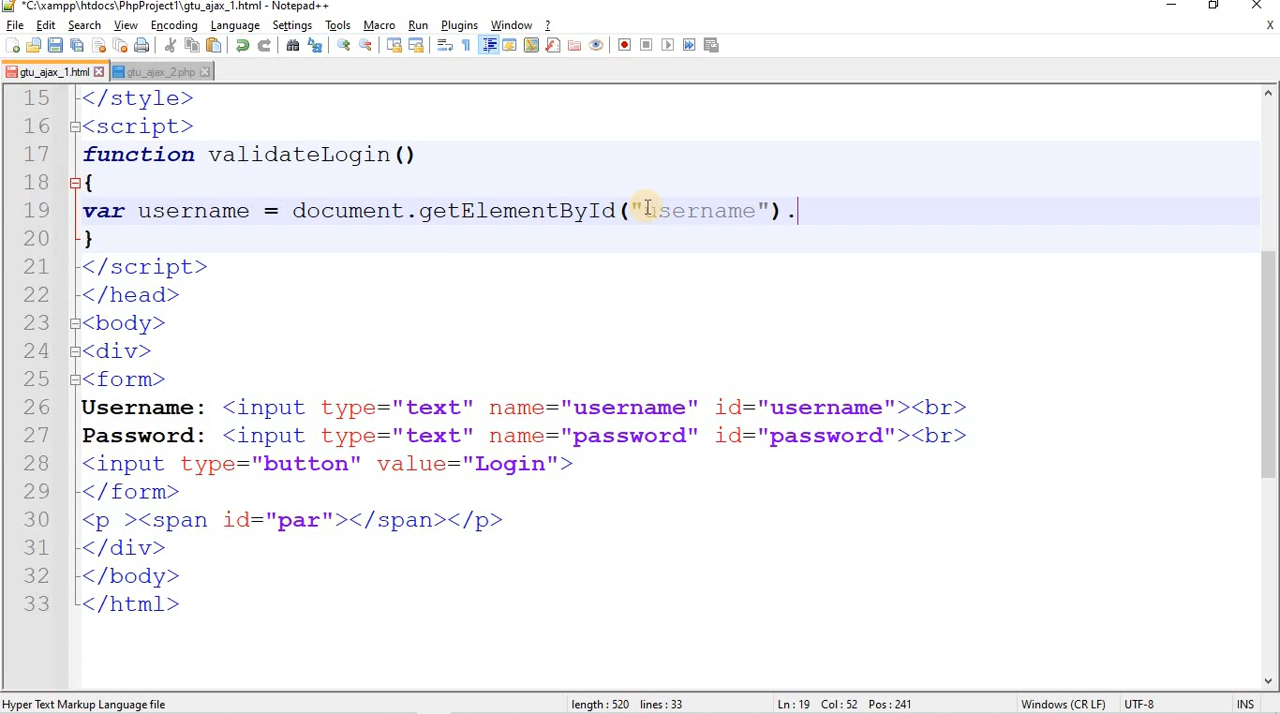 *C:\xampp\htdocs\PhpProject1\gtu_ajax_1.html - Notepad++
File Edit Search View Encoding Language Settings Tools Macro Run Plugins Window ? X
gtu_ajax_1.html gtu_ajax_2.php
15 </style>
16 <script>
17 function validateLogin()
18 {
19 var username = document.getElementById("username").
20 }
21 </script>
22 </head>
23 <body>
24 <div>
25 <form>
26 Username: <input type="text" name="username" id="username"><br>
27 Password: <input type="text" name="password" id="password"><br>
28 <input type="button" value="Login">
29 </form>
30 <p ><span id="par"></span></p>
31 </div>
32 </body>
33 </html>
Hyper Text Markup Language file length : 520 lines : 33 Ln : 19 Col : 52 Pos : 241 Windows (CR LF) UTF-8 INS